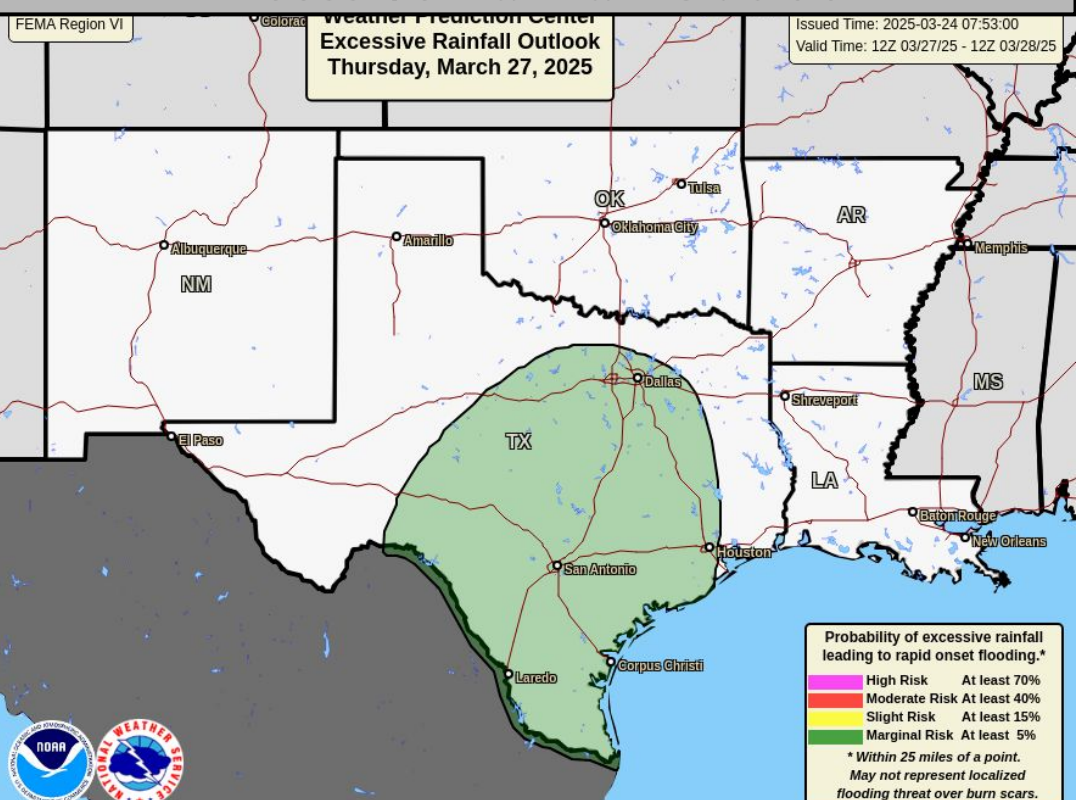 Colorad
FEMA Region VI
Weather Prediction Center
Excessive Rainfall Outlook
Thursday, March 27, 2025
Issued Time: 2025-03-24 07:53:00
Valid Time: 12Z 03/27/25 - 12Z 03/28/25
OK
Tulsa
AR
Oklahoma City
Amarillo
Albuquerque
Memphis
NM
Dallas
MS
Shreveport
El Paso
TX
LA
Baton Rouge
New Orleans
Houston
San Antonio
Corpus Christi
Laredo
Probability of excessive rainfall
leading to rapid onset flooding.*
High Risk At least 70%
Moderate Risk At least 40%
Slight Risk At least 15%
Marginal Risk At least 5%
* Within 25 miles of a point.
May not represent localized
flooding threat over burn scars.
NOAA
NATIONAL WEATHER SERVICE